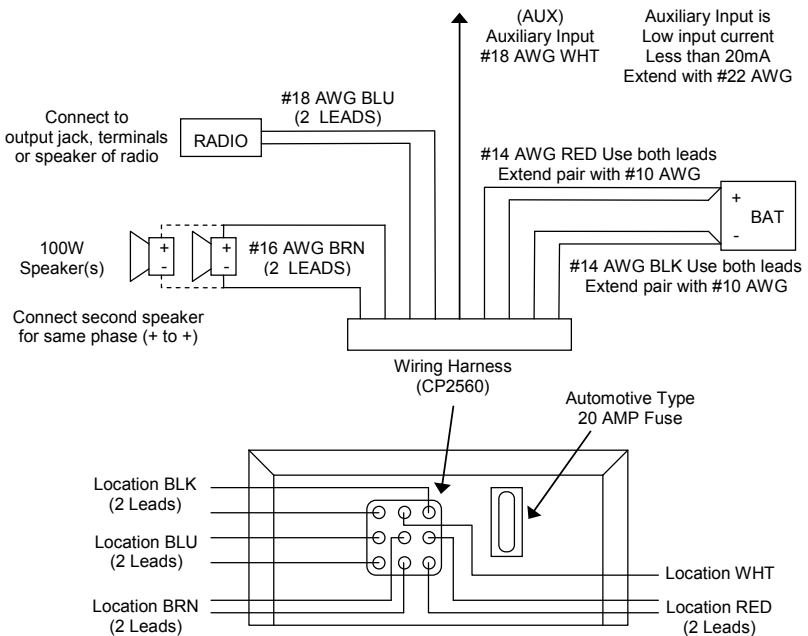 (AUX)
Auxiliary Input
#18 AWG WHT
Auxiliary Input is
Low input current
Less than 20mA
Extend with #22 AWG
#18 AWG BLU
(2 LEADS)
Connect to
output jack, terminals
or speaker of radio
RADIO
#14 AWG RED Use both leads
Extend pair with #10 AWG
+
BAT
-
100W
Speaker(s)
+
-
+
-
#16 AWG BRN
(2 LEADS)
#14 AWG BLK Use both leads
Extend pair with #10 AWG
Connect second speaker
for same phase (+ to +)
Wiring Harness
(CP2560)
Automotive Type
20 AMP Fuse
Location BLK
(2 Leads)
Location BLU
(2 Leads)
Location BRN
(2 Leads)
Location WHT
Location RED
(2 Leads)